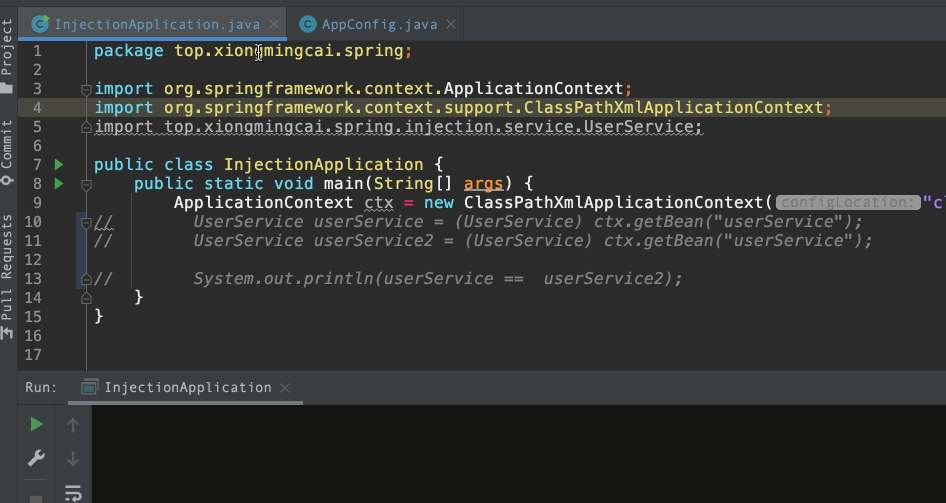 InjectionApplication.java AppConfig.java
Project
Commit
Pull Requests
1 package top.xiongmingcai.spring;
2
3 import org.springframework.context.ApplicationContext;
4 import org.springframework.context.support.ClassPathXmlApplicationContext;
5 import top.xiongmingcai.spring.injection.service.UserService;
6
7 public class InjectionApplication {
8 public static void main(String[] args) {
9 ApplicationContext ctx = new ClassPathXmlApplicationContext( configLocation: "c
10 // UserService userService = (UserService) ctx.getBean("userService");
11 // UserService userService2 = (UserService) ctx.getBean("userService");
12
13 // System.out.println(userService == userService2);
14 }
15 }
16
17
Run: InjectionApplication